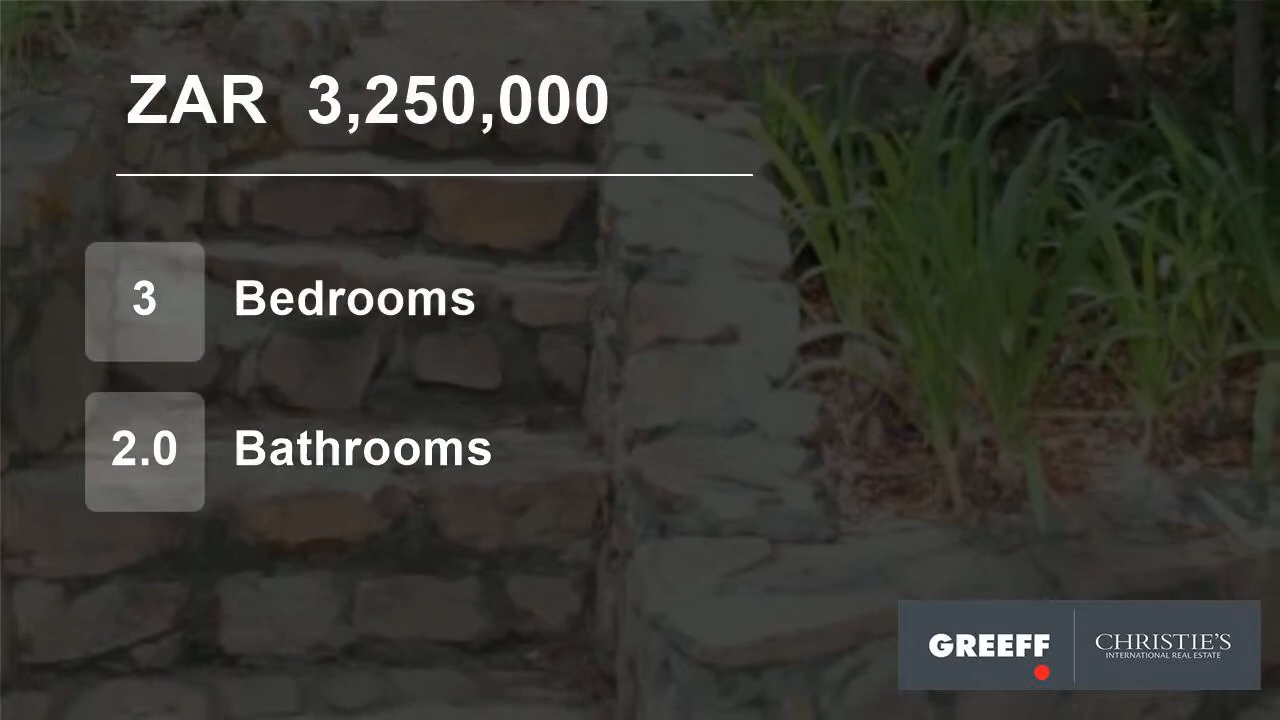 ZAR 3,250,000
3 Bedrooms
2.0 Bathrooms
GREEFF
CHRISTIE'S
INTERNATIONAL REAL ESTATE